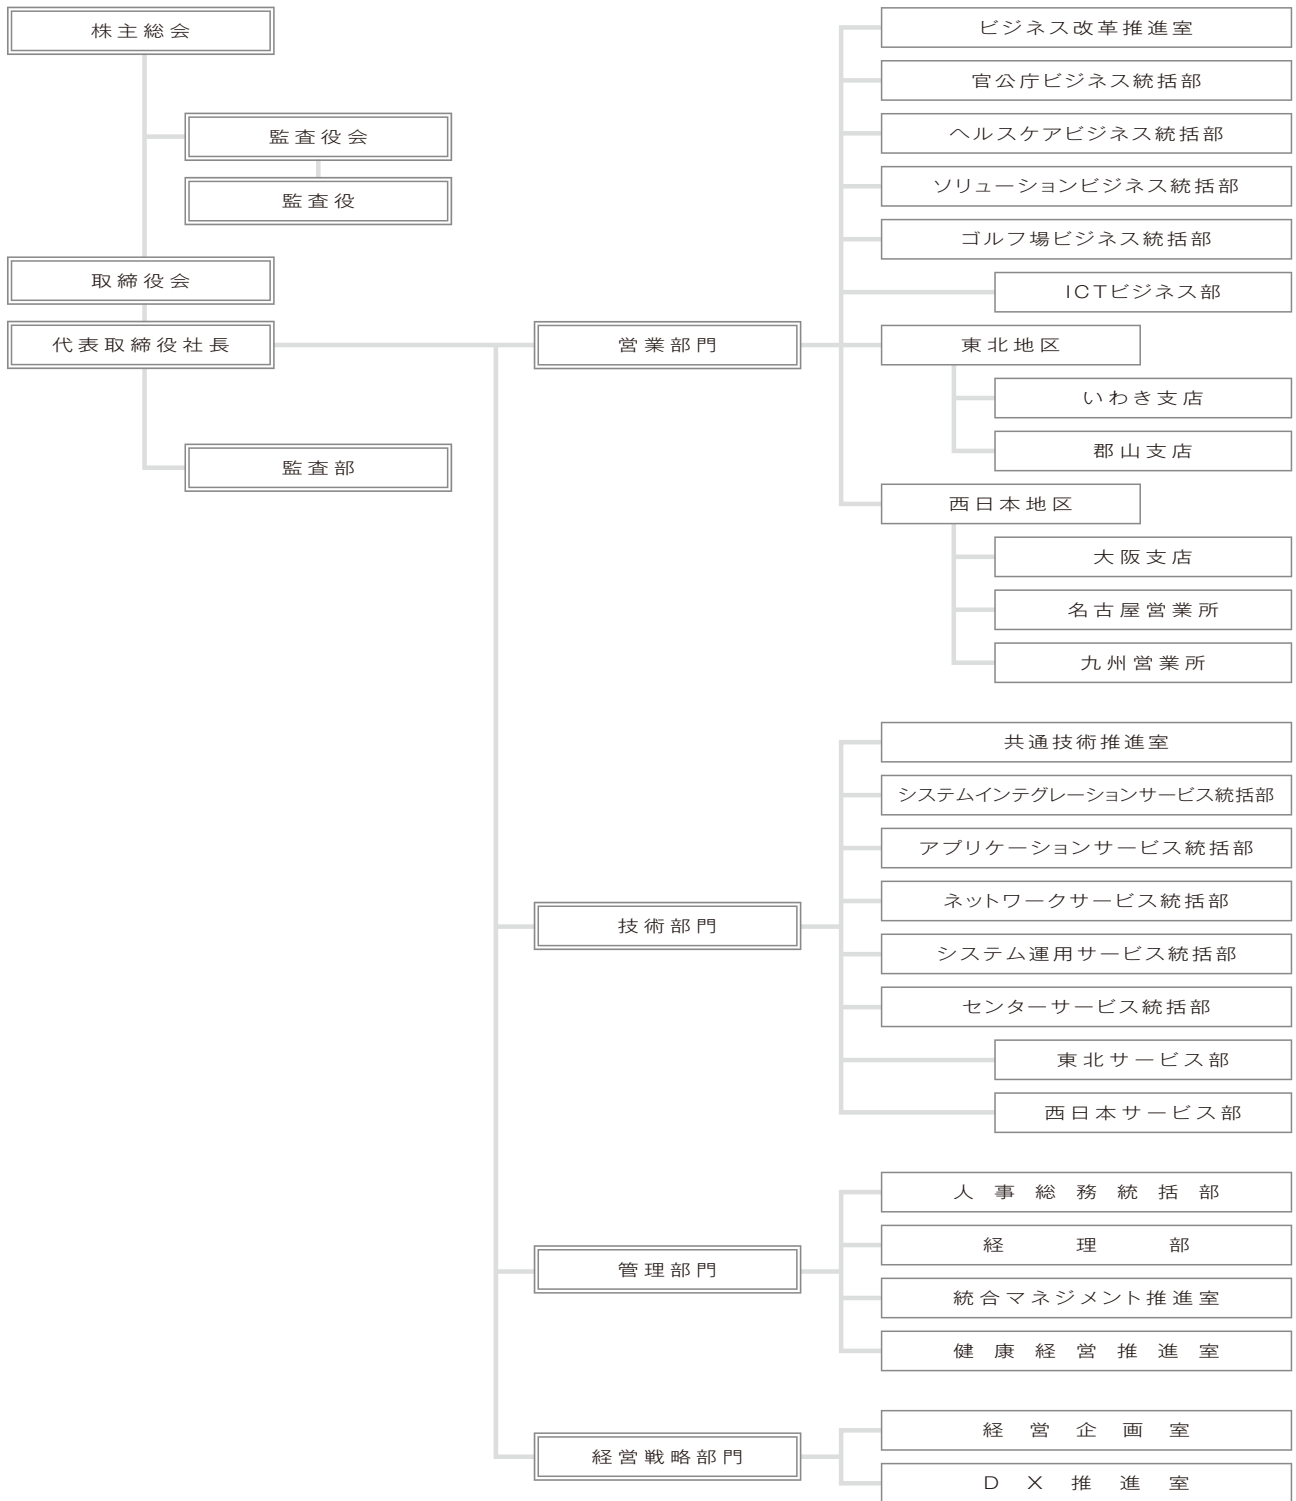 株主総会
監査役会
監査役
取締役会
代表取締役社長
監査部
営業部門
ビジネス改革推進室
官公庁ビジネス統括部
ヘルスケアビジネス統括部
ソリューションビジネス統括部
ゴルフ場ビジネス統括部
ICTビジネス部
東北地区
いわき支店
郡山支店
西日本地区
大阪支店
名古屋営業所
九州営業所
技術部門
共通技術推進室
システムインテグレーションサービス統括部
アプリケーションサービス統括部
ネットワークサービス統括部
システム運用サービス統括部
センターサービス統括部
東北サービス部
西日本サービス部
管理部門
人事総務統括部
経理部
統合マネジメント推進室
健康経営推進室
経営戦略部門
経営企画室
DX推進室